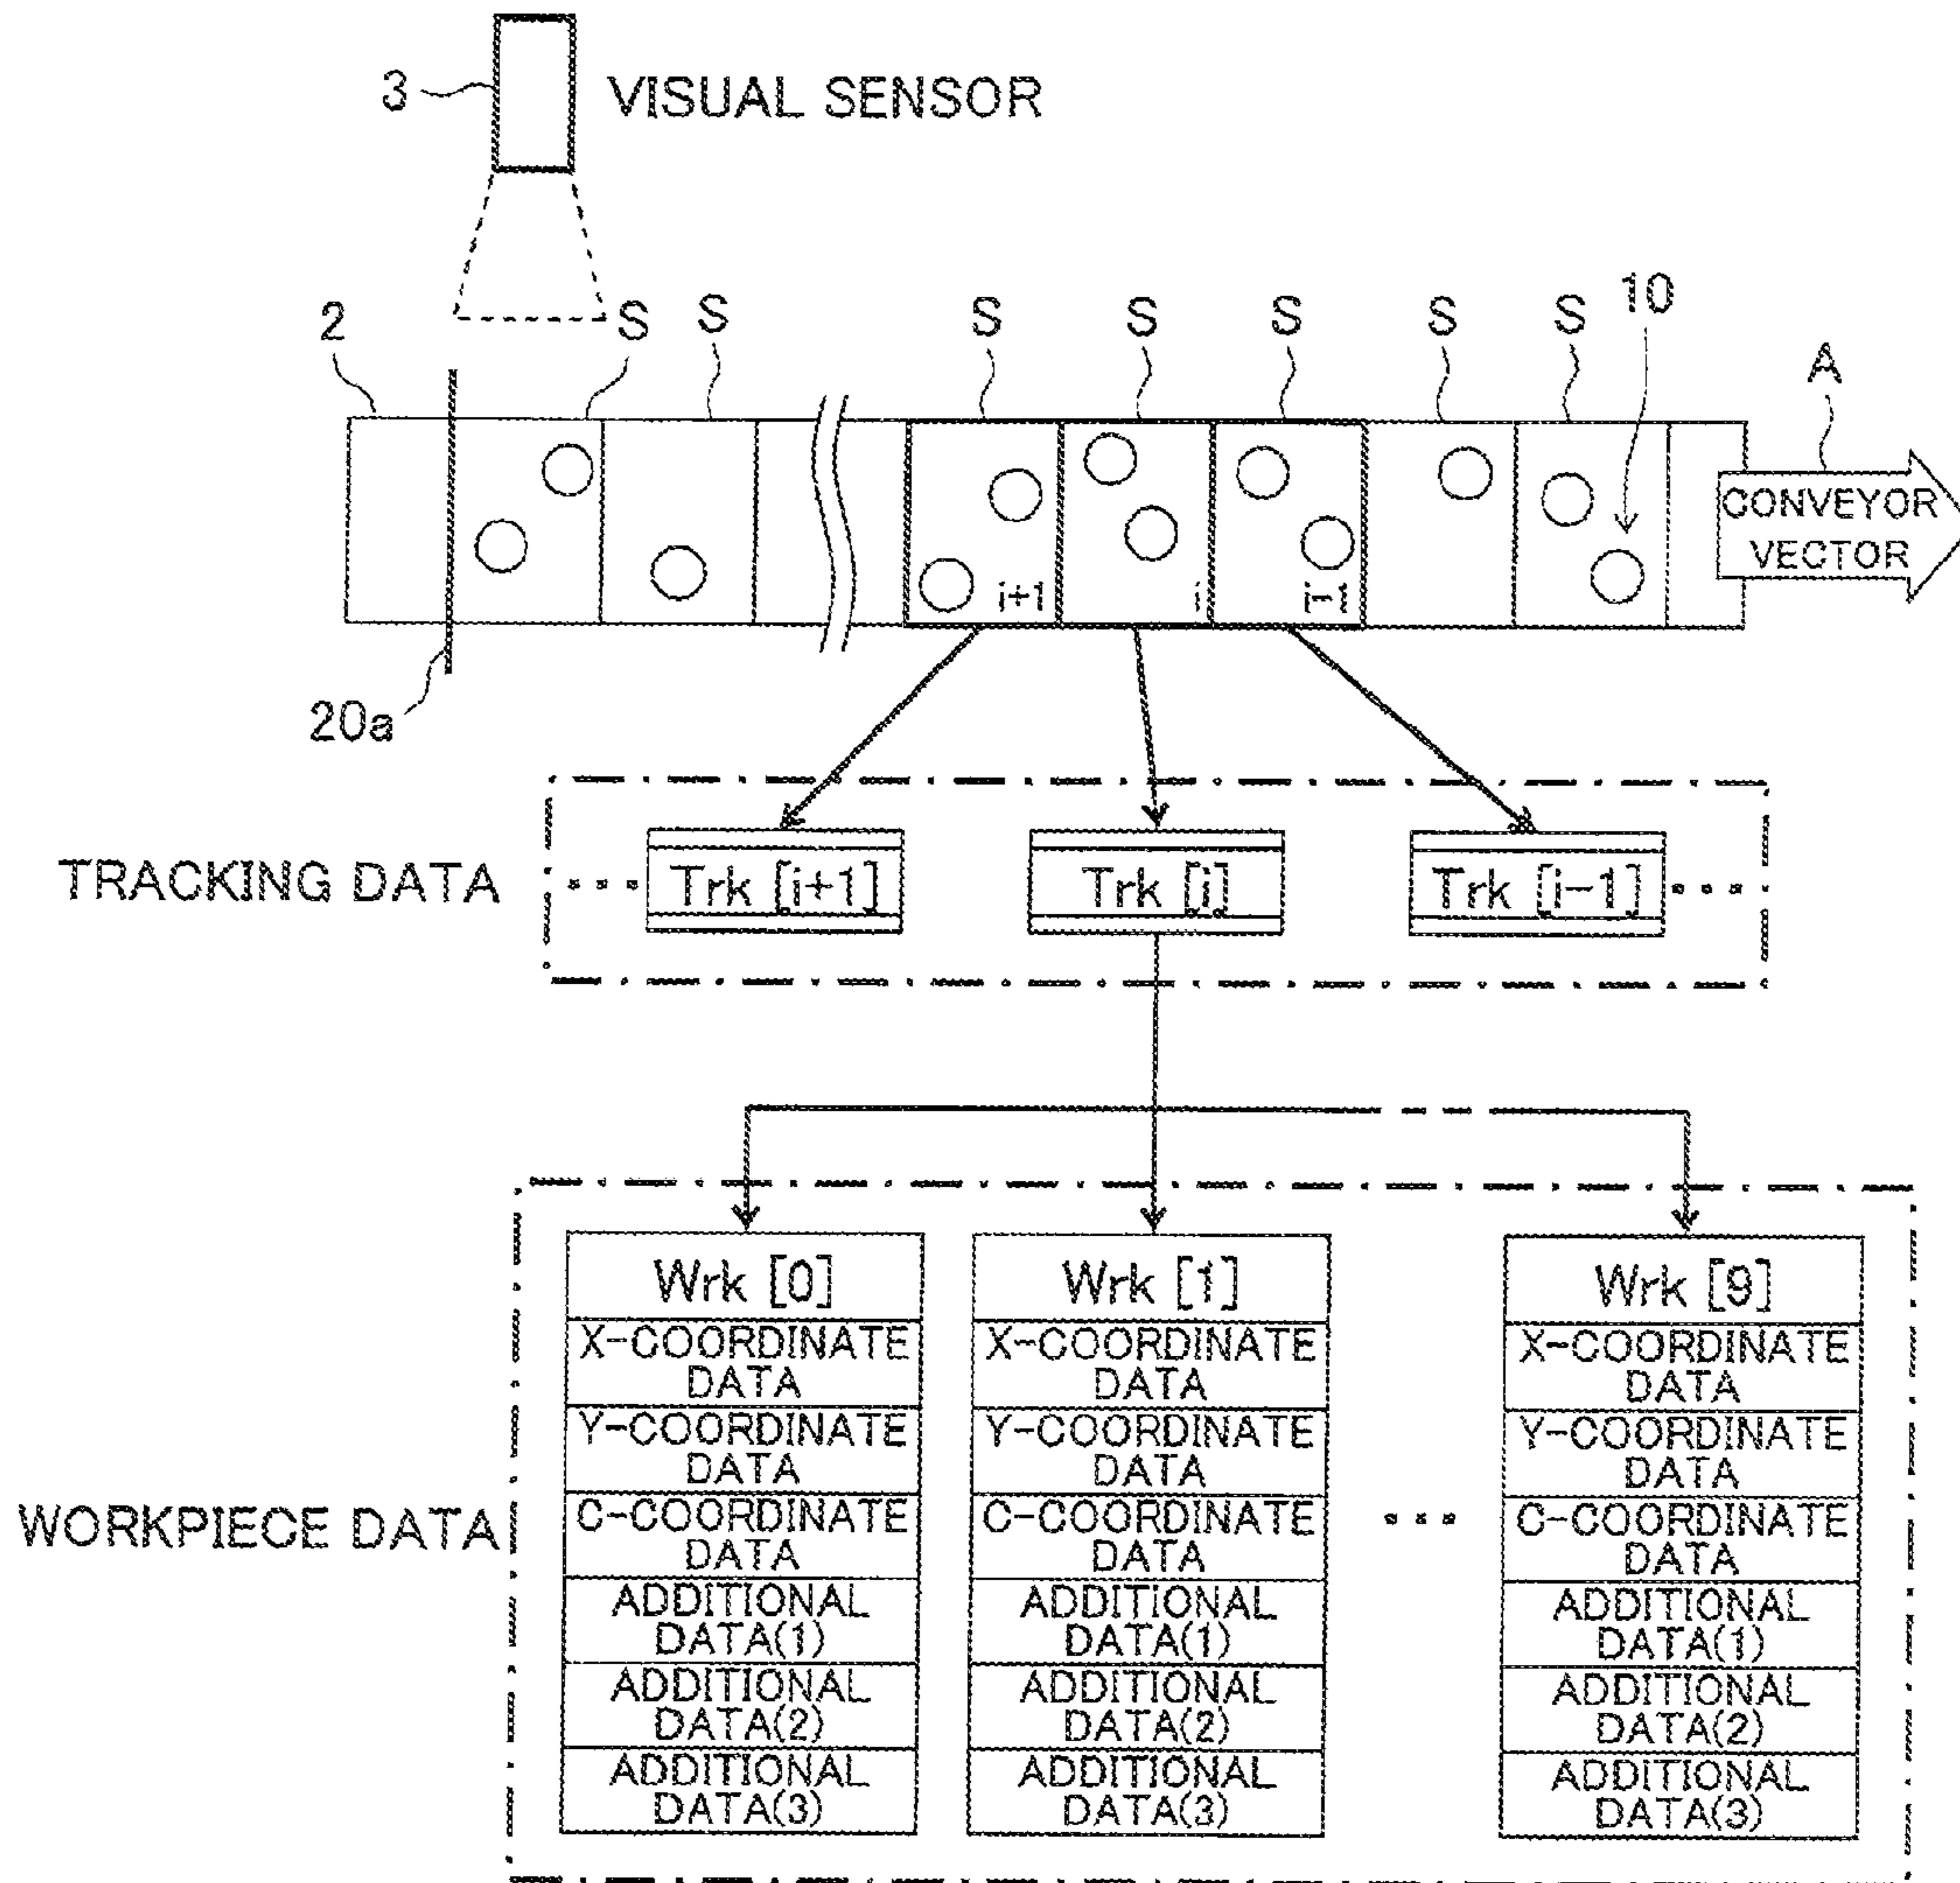 3 VISUAL SENSOR
2 S S S S S S S 10 A
CONVEYOR
VECTOR
i+1 i i-1
20a
TRACKING DATA ... Trk [i+1] Trk [i] Trk [i-1] ...
WORKPIECE DATA
Wrk [0]
X-COORDINATE
DATA
Y-COORDINATE
DATA
C-COORDINATE
DATA
ADDITIONAL
DATA(1)
ADDITIONAL
DATA(2)
ADDITIONAL
DATA(3)
Wrk [1]
X-COORDINATE
DATA
Y-COORDINATE
DATA
C-COORDINATE
DATA
ADDITIONAL
DATA(1)
ADDITIONAL
DATA(2)
ADDITIONAL
DATA(3)
...
Wrk [9]
X-COORDINATE
DATA
Y-COORDINATE
DATA
C-COORDINATE
DATA
ADDITIONAL
DATA(1)
ADDITIONAL
DATA(2)
ADDITIONAL
DATA(3)